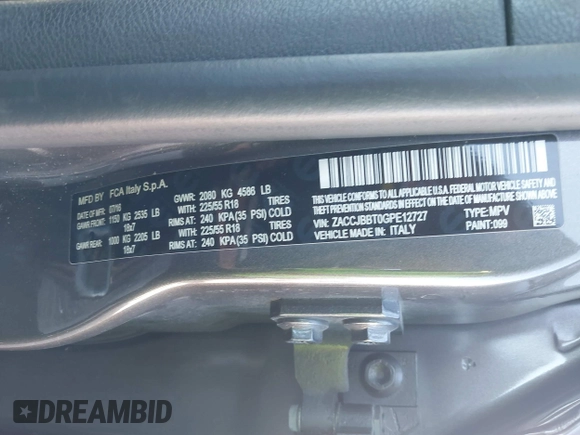 MFD BY FCA Italy S.p.A.
07/16 GVWR: 2080 KG 4586 LB
GAWR FRONT: 1150 KG 2535 LB WITH: 225/55 R18 TIRES
18x7 RIMS AT: 240 KPA(35 PSI) COLD
GAWR REAR: 1000 KG 2205 LB WITH: 225/55 R18 TIRES
18x7 RIMS AT: 240 KPA(35 PSI) COLD
THIS VEHICLE CONFORMS TO ALL APPLICABLE U.S.A. FEDERAL MOTOR VEHICLE SAFETY, BUMPER AND
THEFT PREVENTION STANDARDS IN EFFECT ON THE DATE OF MANUFACTURE SHOWN ABOVE
VIN: ZACCJBBT0GPE12727 TYPE: MPV
VEHICLE MADE IN: ITALY PAINT: 099
DREAMBID